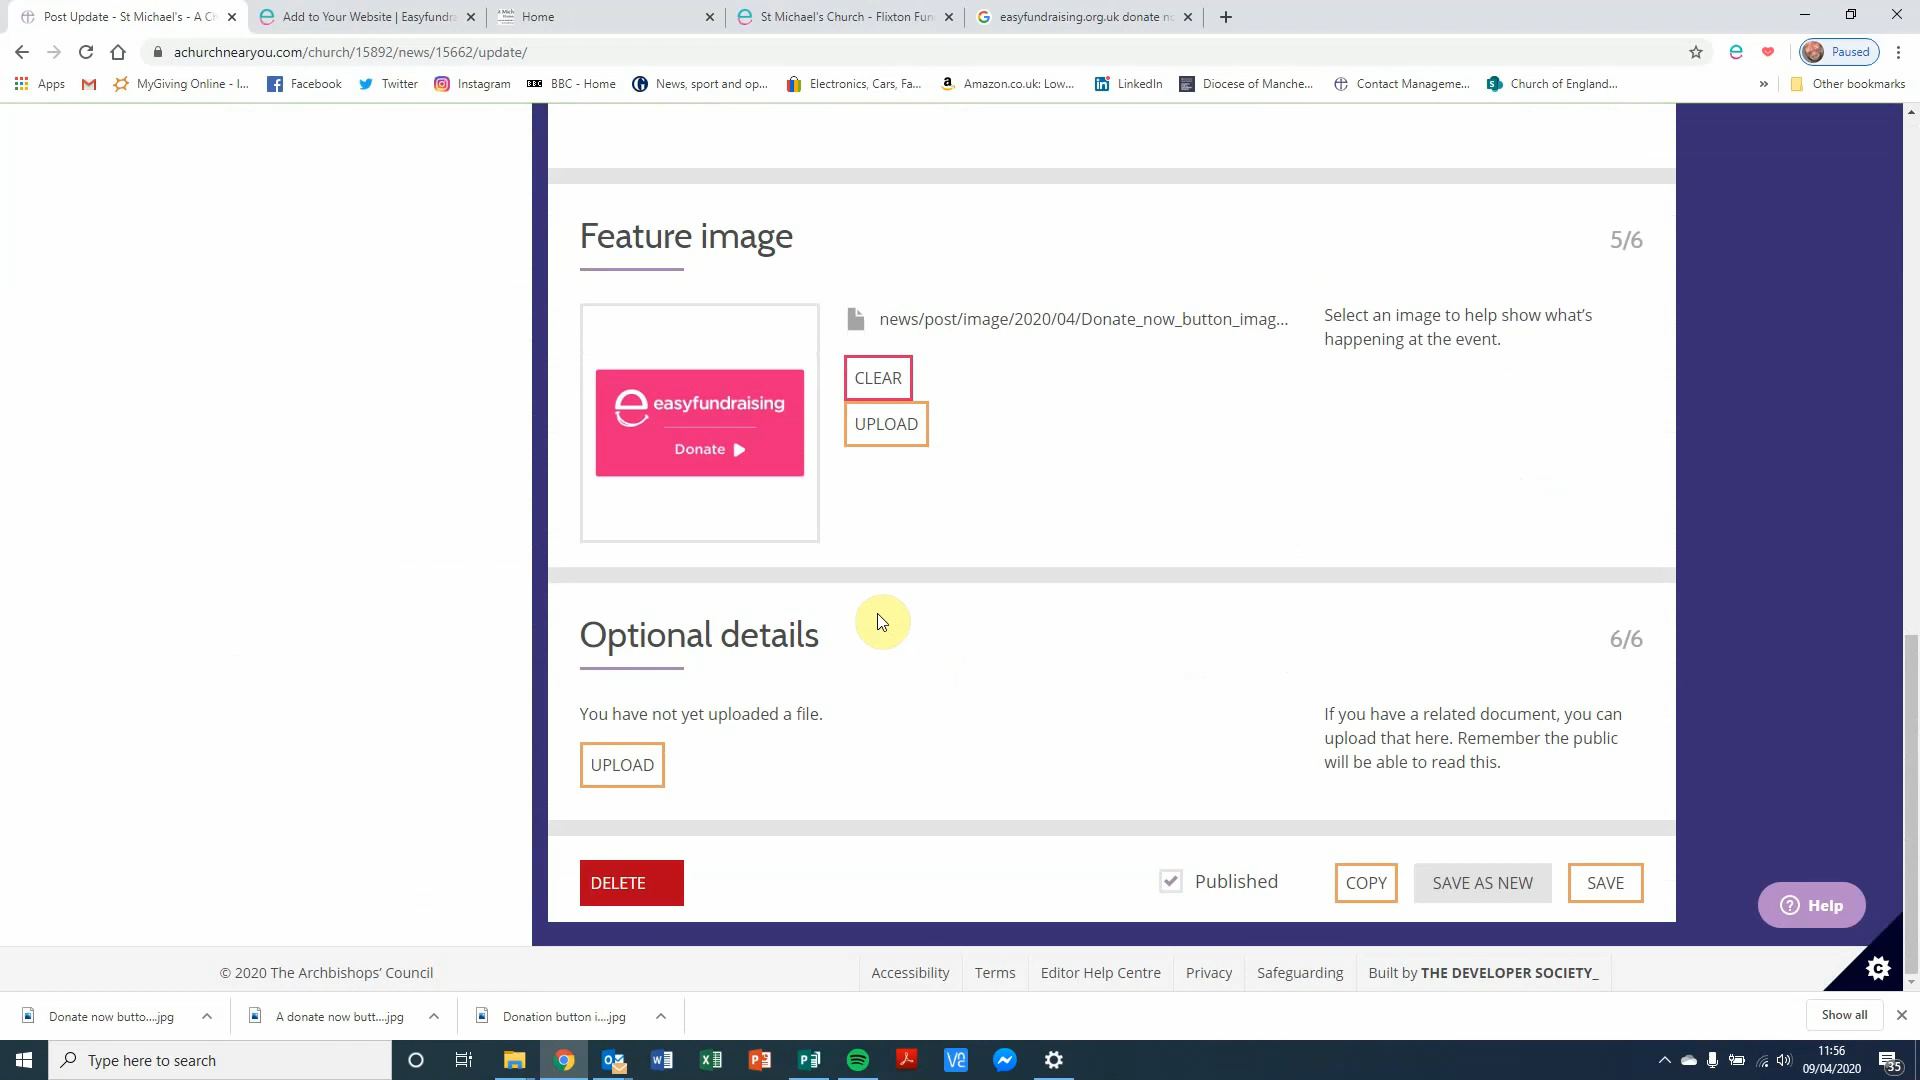 Post Update - St Michael's - A Ch
Add to Your Website | Easyfundra
Home
St Michael's Church - Flixton Fun
easyfundraising.org.uk donate no
achurchnearyou.com/church/15892/news/15662/update/
Paused
Apps
MyGiving Online - I...
Facebook
Twitter
Instagram
BBC - Home
News, sport and op...
Electronics, Cars, Fa...
Amazon.co.uk: Low...
LinkedIn
Diocese of Manche...
Contact Manageme...
Church of England...
»
Other bookmarks
Feature image
5/6
news/post/image/2020/04/Donate_now_button_imag...
CLEAR
UPLOAD
Select an image to help show what's
happening at the event.
easyfundraising
Donate
Optional details
6/6
You have not yet uploaded a file.
UPLOAD
If you have a related document, you can
upload that here. Remember the public
will be able to read this.
DELETE
Published
COPY
SAVE AS NEW
SAVE
Help
© 2020 The Archbishops' Council
Accessibility
Terms
Editor Help Centre
Privacy
Safeguarding
Built by THE DEVELOPER SOCIETY_
Donate now butto....jpg
A donate now butt....jpg
Donation button i....jpg
Show all
Type here to search
11:56
09/04/2020
35